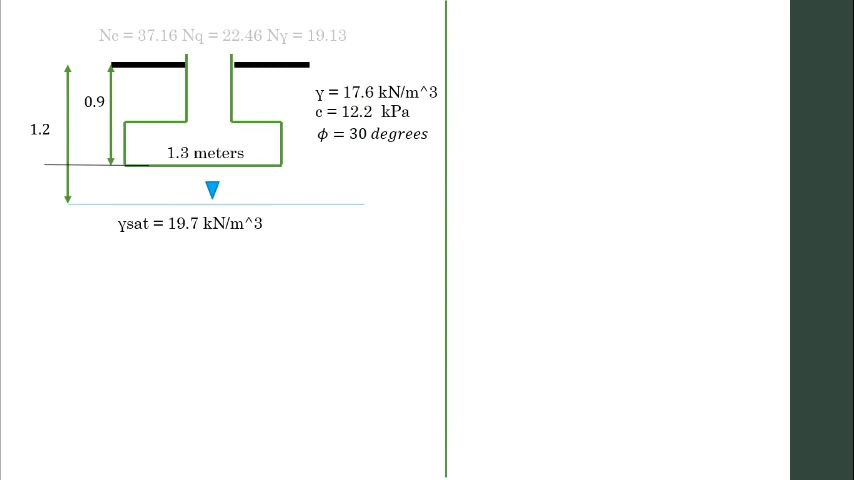 Nc = 37.16 Nq = 22.46 Nγ = 19.13
0.9
1.2
γ = 17.6 kN/m^3
c = 12.2 kPa
ϕ = 30 degrees
1.3 meters
γsat = 19.7 kN/m^3